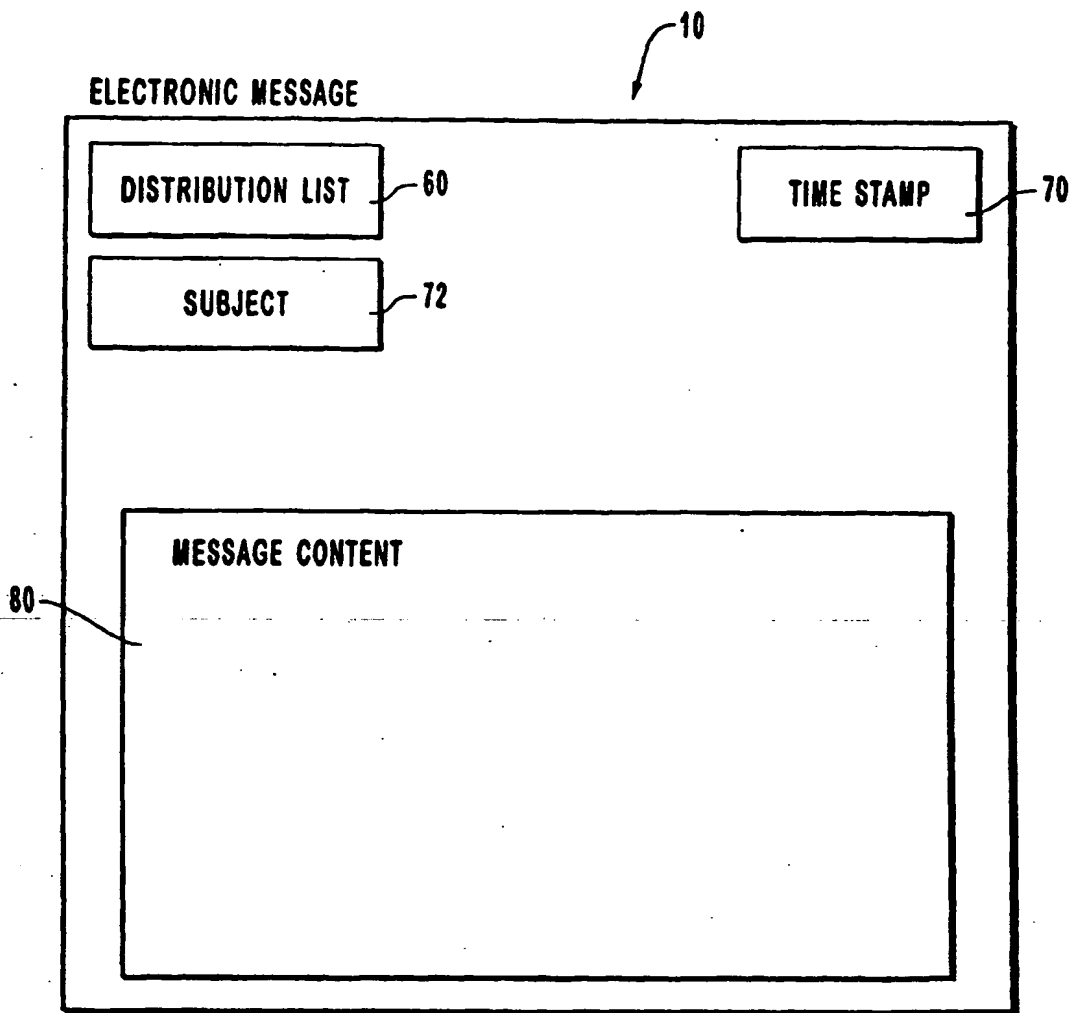 10
ELECTRONIC MESSAGE
DISTRIBUTION LIST
60
TIME STAMP
70
SUBJECT
72
MESSAGE CONTENT
80